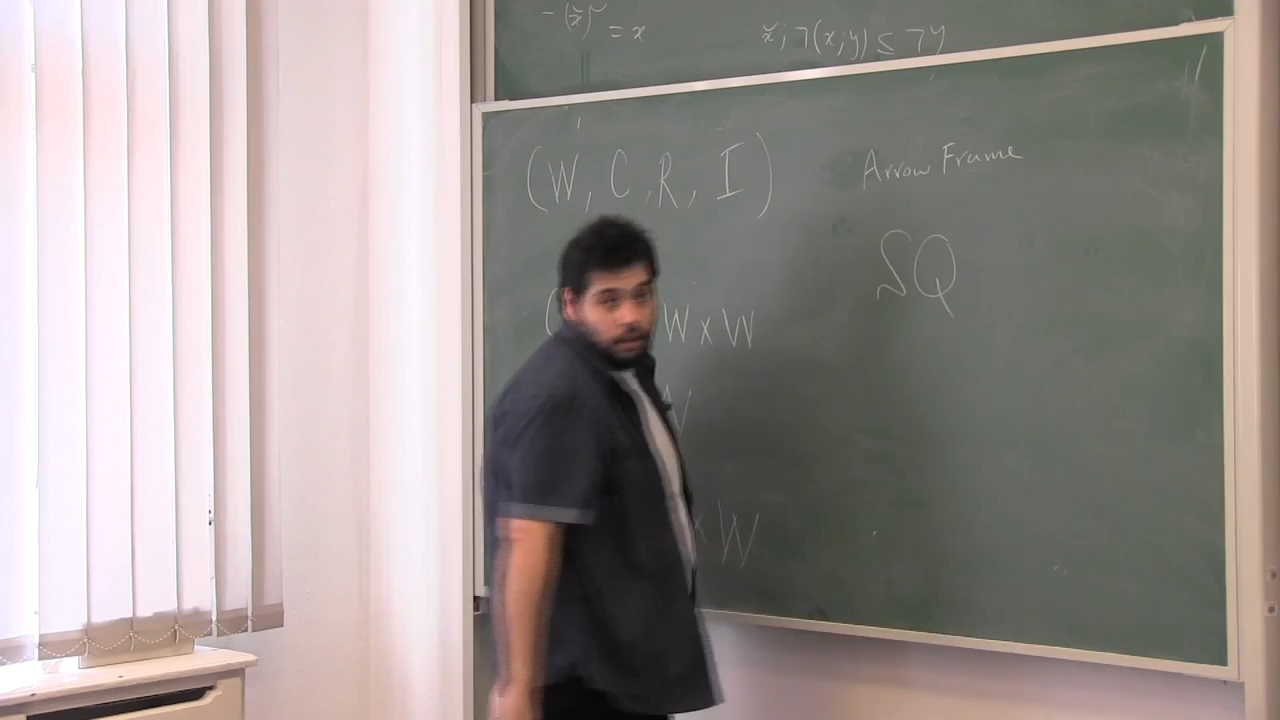 = x
x̆ ; ¬(x;y) ≤ ¬y
(W, C, R, I)
Arrow Frame
SQ
W x W
W
x W